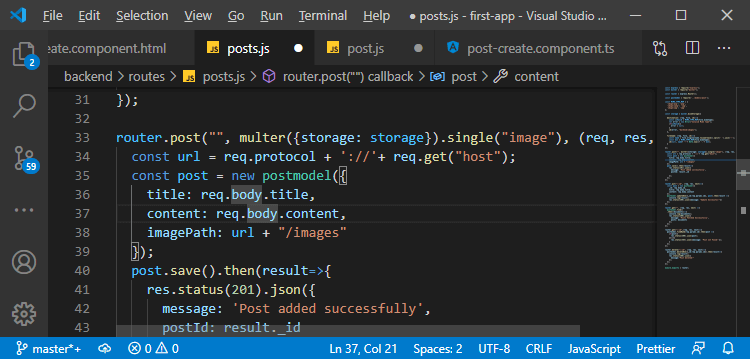 File Edit Selection View Go Run Terminal Help ● posts.js - first-app - Visual Studio ...
eate.component.html JS posts.js ● JS post.js ● post-create.component.ts
backend > routes > JS posts.js > router.post("") callback > post > content
31 });
32
33 router.post("", multer({storage: storage}).single("image"), (req, res,
34 const url = req.protocol + '://'+ req.get("host");
35 const post = new postmodel({
36 title: req.body.title,
37 content: req.body.content,
38 imagePath: url + "/images"
39 });
40 post.save().then(result=>{
41 res.status(201).json({
42 message: 'Post added successfully',
43 postId: result._id
2
59
master*+ 0 0 Ln 37, Col 21 Spaces: 2 UTF-8 CRLF JavaScript Prettier